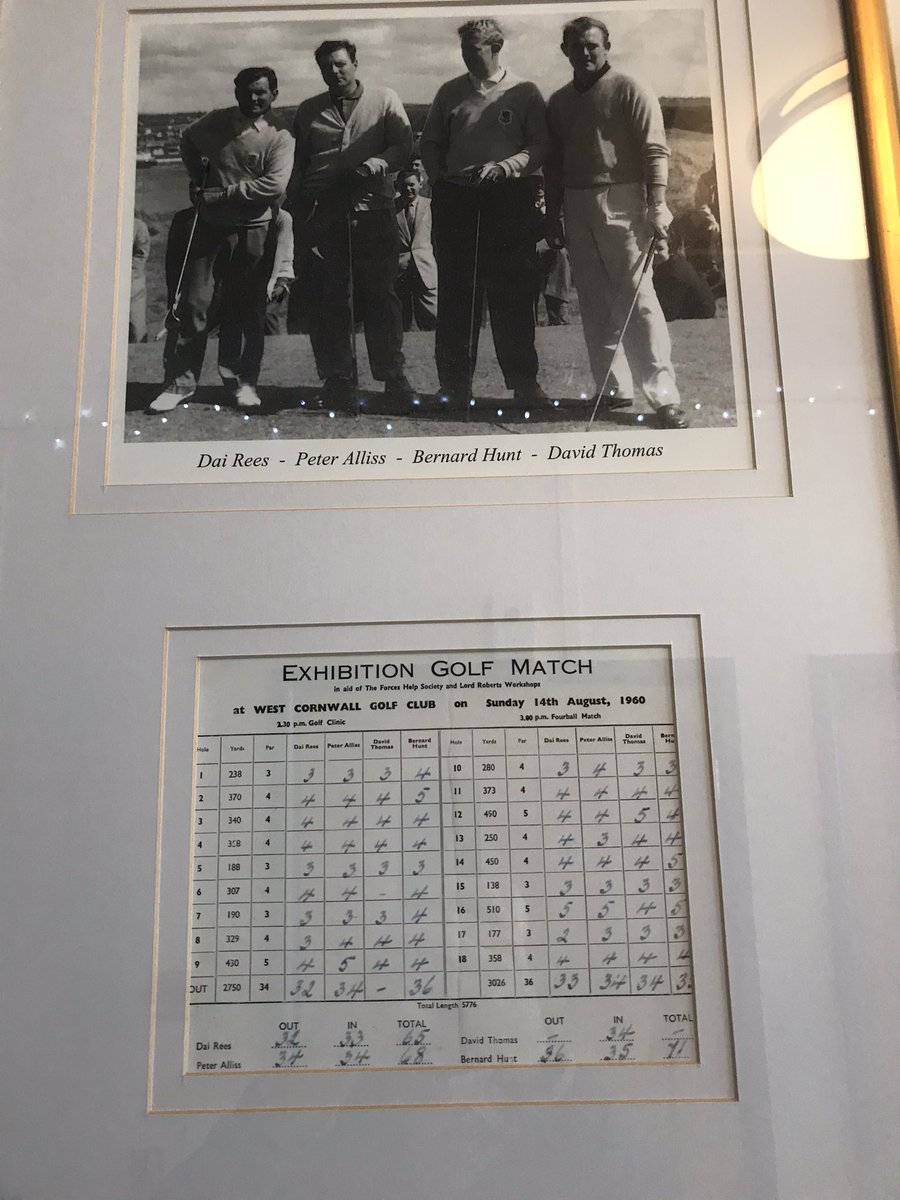 Dai Rees - Peter Alliss - Bernard Hunt - David Thomas
EXHIBITION GOLF MATCH
in aid of The Forces Help Society and Lord Roberts Workshops
at WEST CORNWALL GOLF CLUB on Sunday 14th August, 1960
2.30 p.m. Golf Clinic 3.00 p.m. Fourball Match
Hole Yards Par Dai Rees Peter Alliss David Thomas Bernard Hunt Hole Yards Par Dai Rees Peter Alliss David Thomas
1 238 3 3 3 3 4 10 280 4 3 4 3 3
2 370 4 4 4 4 5 11 373 4 4 4 4 4
3 340 4 4 4 4 4 12 490 5 4 4 5 4
4 4 4 4 4 4 13 250 4 4 3 4 4
5 188 3 3 3 3 3 14 450 4 4 4 4 5
6 307 4 4 4 - 4 15 138 3 3 3 3 3
7 190 3 3 3 3 4 16 510 5 5 5 4 5
8 329 4 3 4 4 4 17 177 3 2 3 3 3
9 430 5 4 5 4 4 18 358 4 4 4 4 4
OUT 2750 34 32 34 - 36 3026 36 33 34 34
Total Length 5776
OUT IN TOTAL OUT IN TOTAL
Dai Rees 32 33 65 David Thomas - 34 -
Peter Alliss 34 34 68 Bernard Hunt 36 35 71